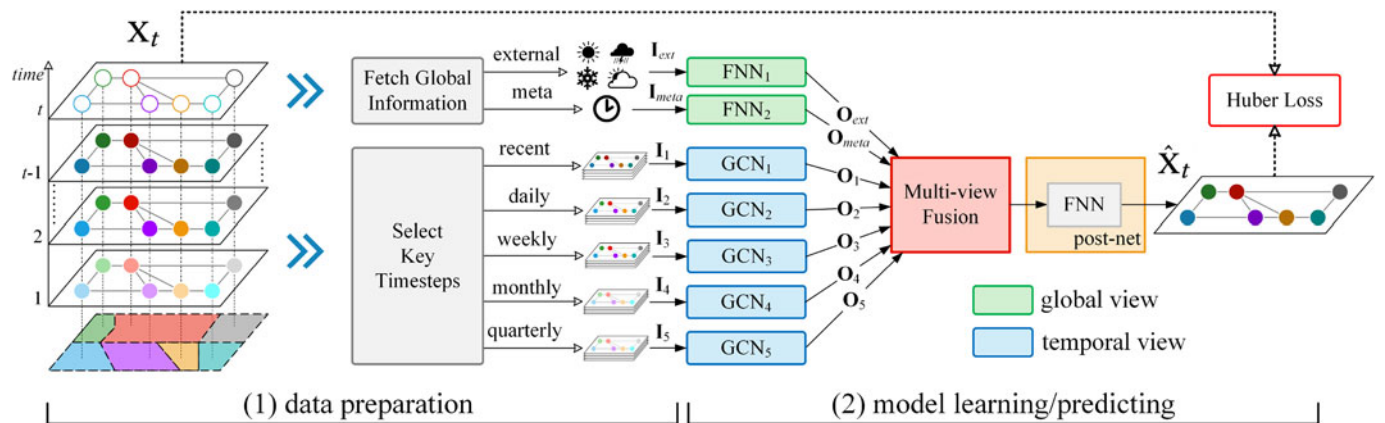 X_t
time
t
t-1
2
1
Fetch Global
Information
external
meta
I_ext
I_meta
FNN_1
FNN_2
O_ext
O_meta
Select
Key
Timesteps
recent
daily
weekly
monthly
quarterly
I_1
I_2
I_3
I_4
I_5
GCN_1
GCN_2
GCN_3
GCN_4
GCN_5
O_1
O_2
O_3
O_4
O_5
Multi-view
Fusion
FNN
post-net
X̂_t
Huber Loss
global view
temporal view
(1) data preparation
(2) model learning/predicting